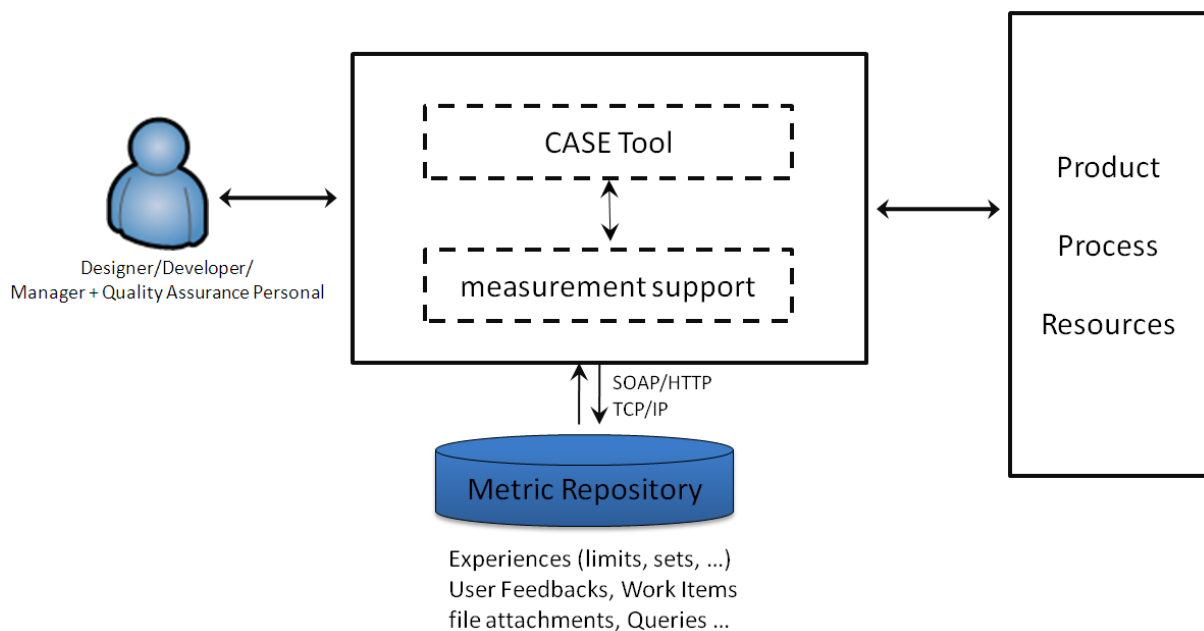 CASE Tool
measurement support
Designer/Developer/
Manager + Quality Assurance Personal
Product
Process
Resources
SOAP/HTTP
TCP/IP
Metric Repository
Experiences (limits, sets, ...)
User Feedbacks, Work Items
file attachments, Queries ...